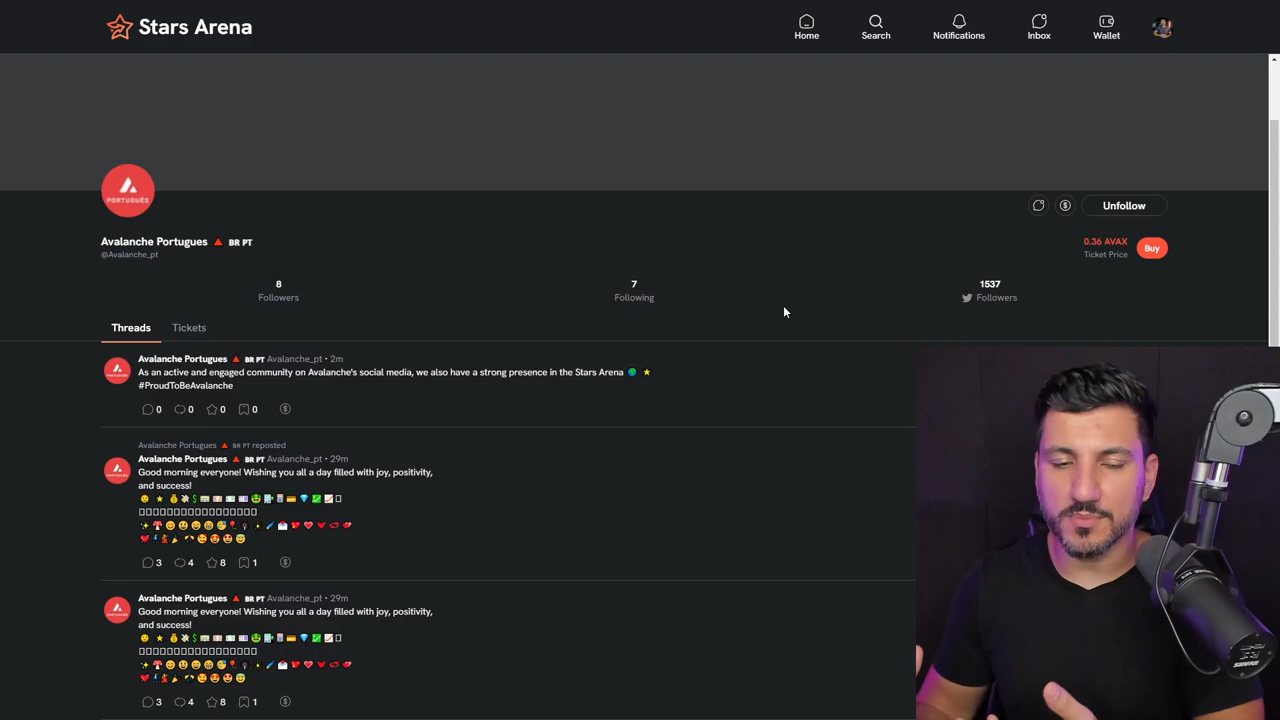 Stars Arena
Home
Search
Notifications
Inbox
Wallet
PORTUGUÊS
Unfollow
Avalanche Portugues 🔺 BR PT
@Avalanche_pt
0.36 AVAX
Ticket Price
Buy
8
Followers
7
Following
1537
Followers
Threads
Tickets
Avalanche Portugues 🔺 BR PT Avalanche_pt • 2m
As an active and engaged community on Avalanche's social media, we also have a strong presence in the Stars Arena
#ProudToBeAvalanche
0 0 0 0
Avalanche Portugues 🔺 BR PT reposted
Avalanche Portugues 🔺 BR PT Avalanche_pt • 29m
Good morning everyone! Wishing you all a day filled with joy, positivity,
and success!
3 4 8 1
Avalanche Portugues 🔺 BR PT Avalanche_pt • 29m
Good morning everyone! Wishing you all a day filled with joy, positivity,
and success!
3 4 8 1
SHURE